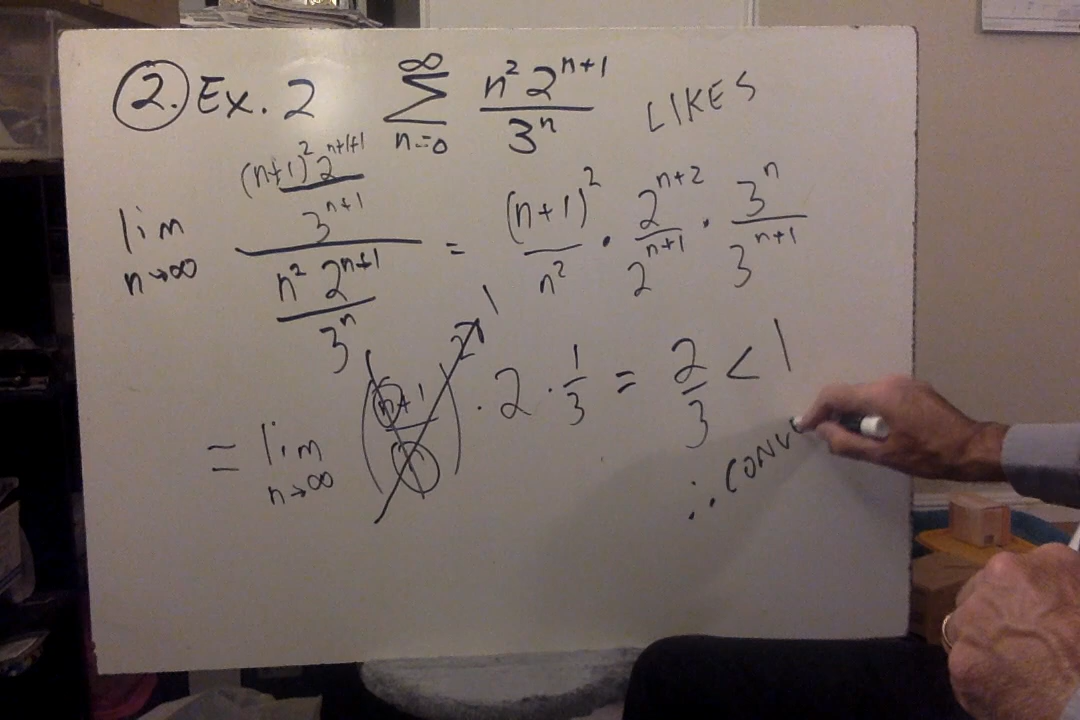 2. Ex. 2 ∞ ∑ n=0 n² 2^(n+1) / 3^n LIKES
lim n→∞ ((n+1)² 2^(n+1+1) / 3^(n+1)) / (n² 2^(n+1) / 3^n) = (n+1)² / n² · 2^(n+2) / 2^(n+1) · 3^n / 3^(n+1)
= lim n→∞ ((n+1) / n)² 1 · 2 · 1/3 = 2/3 < 1
∴ CONV